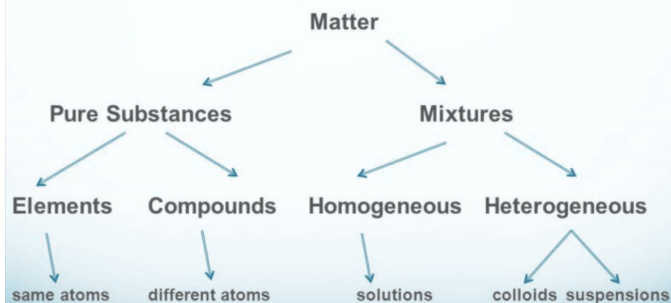 Matter
Pure Substances
Mixtures
Elements
Compounds
Homogeneous
Heterogeneous
same atoms
different atoms
solutions
colloids
suspensions